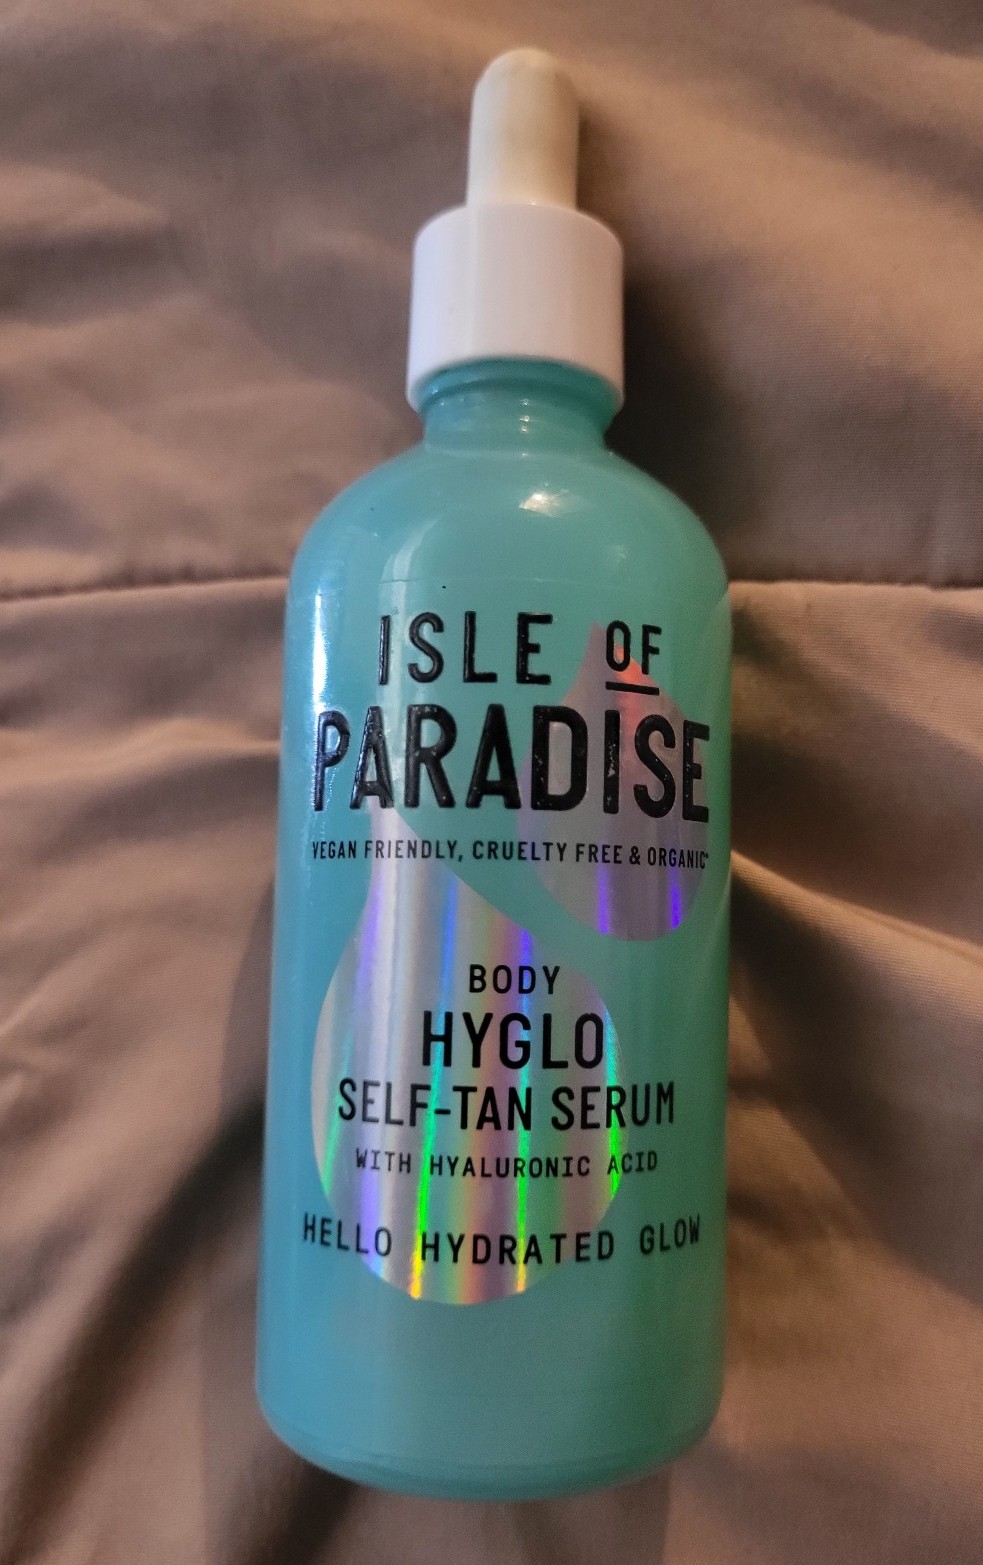 ISLE OF
PARADISE
VEGAN FRIENDLY, CRUELTY FREE & ORGANIC*
BODY
HYGLO
SELF-TAN SERUM
WITH HYALURONIC ACID
HELLO HYDRATED GLOW